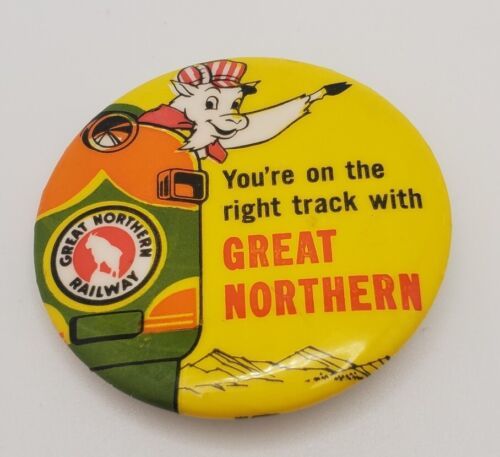 You're on the
right track with
GREAT
NORTHERN
GREAT NORTHERN
RAILWAY